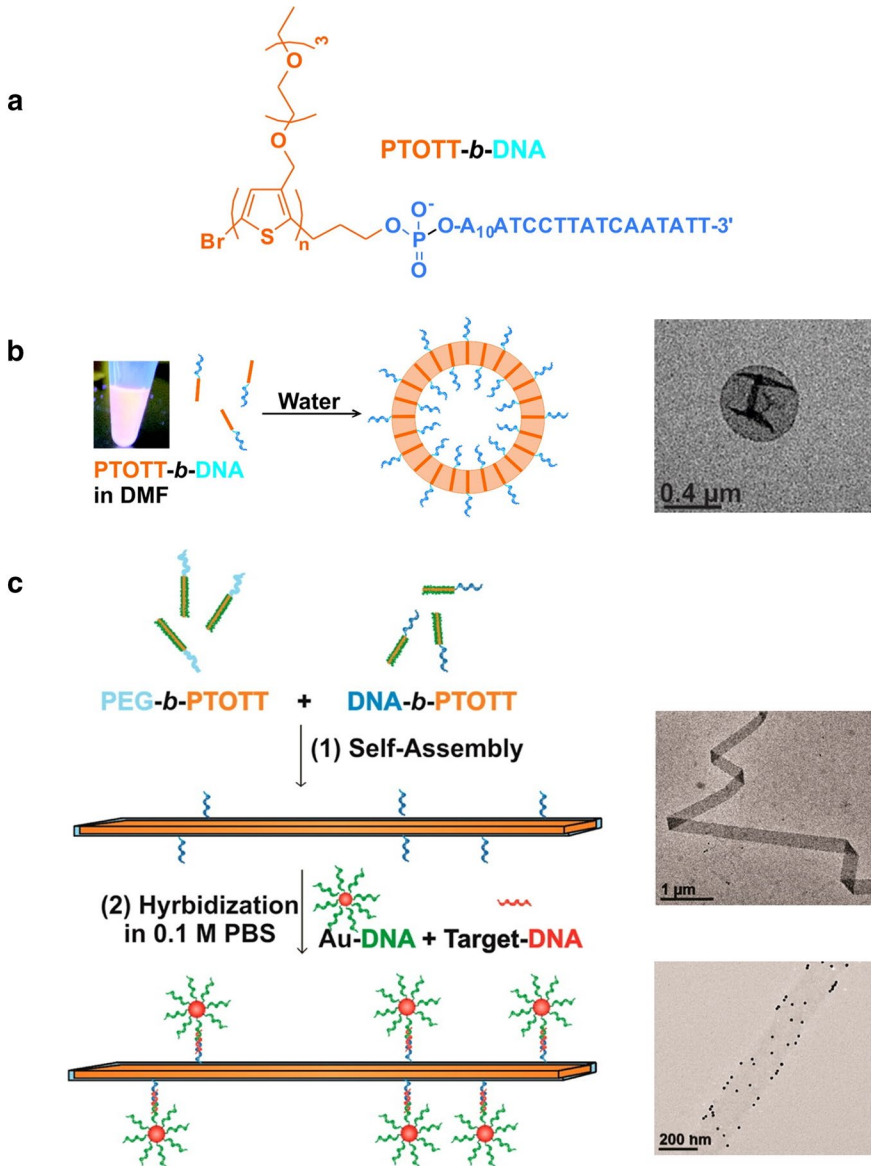 a
3
O
O
PTOTT-b-DNA
Br
S
n
O
O-
P
O
O-A10ATCCTTATCAATATT-3'
b
Water
PTOTT-b-DNA
in DMF
0.4 µm
c
PEG-b-PTOTT + DNA-b-PTOTT
(1) Self-Assembly
1 µm
(2) Hyrbidization
in 0.1 M PBS
Au-DNA + Target-DNA
200 nm